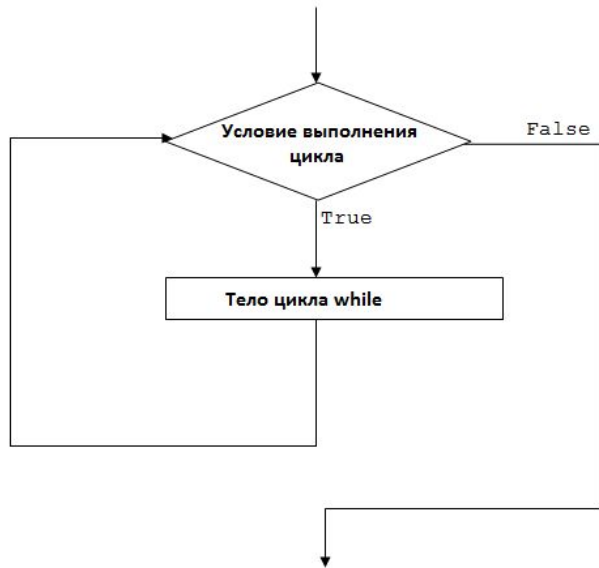 Условие выполнения
цикла
False
True
Тело цикла while